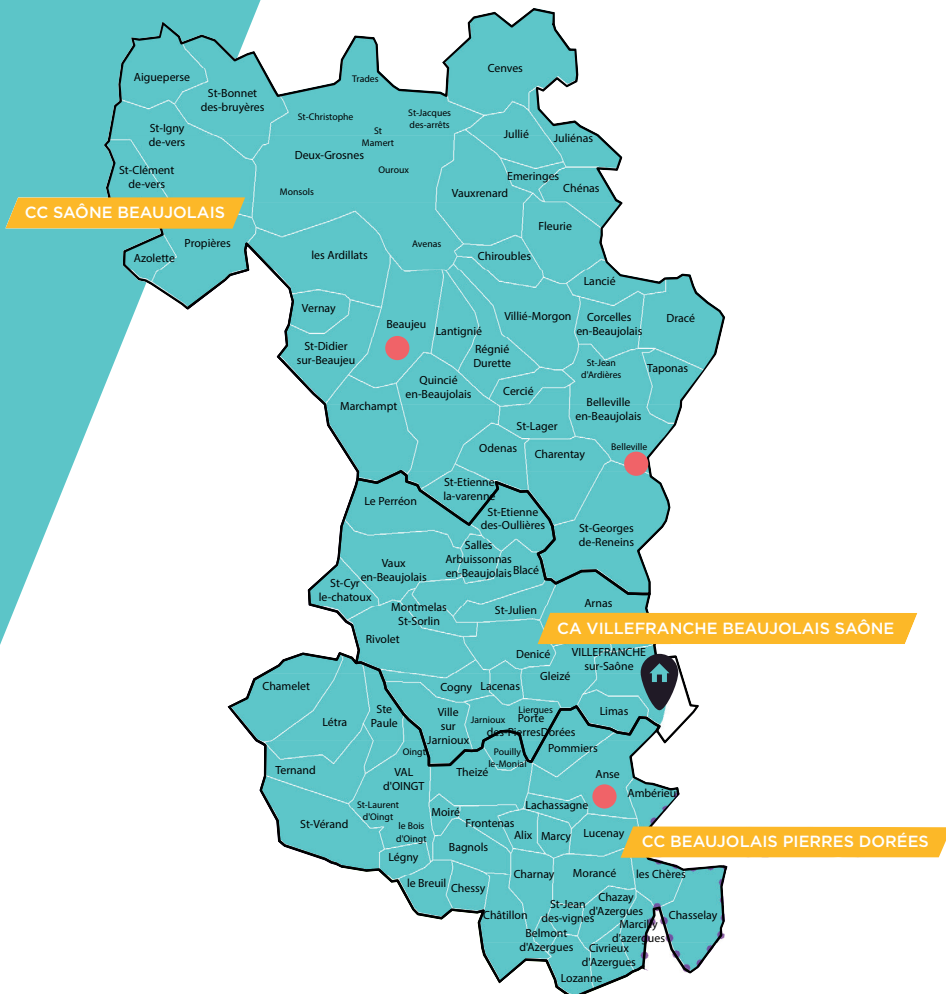 Cenves
Aigueperse
Trades
St-Bonnet
des-bruyères
St-Christophe
St-Jacques
des-arrêts
St-Igny
de-vers
St
Mamert
Jullié
Juliénas
Deux-Grosnes
Ouroux
St-Clément
de-vers
Emeringes
Chénas
Monsols
Vauxrenard
CC SAÔNE BEAUJOLAIS
Fleurie
Propières
Avenas
Azolette
les Ardillats
Chiroubles
Lancié
Vernay
Beaujeu
Lantignié
Villié-Morgon
Corcelles
en-Beaujolais
Dracé
St-Didier
sur-Beaujeu
Régnié
Durette
St-Jean
d'Ardières
Taponas
Quincié
en-Beaujolais
Cercié
Marchampt
Belleville
en-Beaujolais
St-Lager
Odenas
Charentay
Belleville
St-Etienne
la-varenne
Le Perréon
St-Etienne
des-Oullières
St-Georges
de-Reneins
Salles
Arbuissonnas
en-Beaujolais
Blacé
Vaux
en-Beaujolais
St-Cyr
le-chatoux
Montmelas
St-Sorlin
St-Julien
Arnas
CA VILLEFRANCHE BEAUJOLAIS SAÔNE
Rivolet
Denicé
VILLEFRANCHE
sur-Saône
Gleizé
Chamelet
Cogny
Lacenas
Létra
Ste
Paule
Ville
sur
Jarnioux
Jarnioux
Liergues
Porte
des-PierresDorées
Limas
Oingt
Pouilly
le-Monial
Pommiers
Ternand
VAL
d'OINGT
Theizé
Anse
Ambérieu
St-Laurent
d'Oingt
Lachassagne
St-Vérand
le Bois
d'Oingt
Moiré
Frontenas
Alix
Marcy
Lucenay
CC BEAUJOLAIS PIERRES DORÉES
Légny
Bagnols
le Breuil
Chessy
Charnay
Morancé
les Chères
Châtillon
St-Jean
des-vignes
Chazay
d'Azergues
Marcilly
d'azergues
Chasselay
Belmont
d'Azergues
Civrieux
d'Azergues
Lozanne